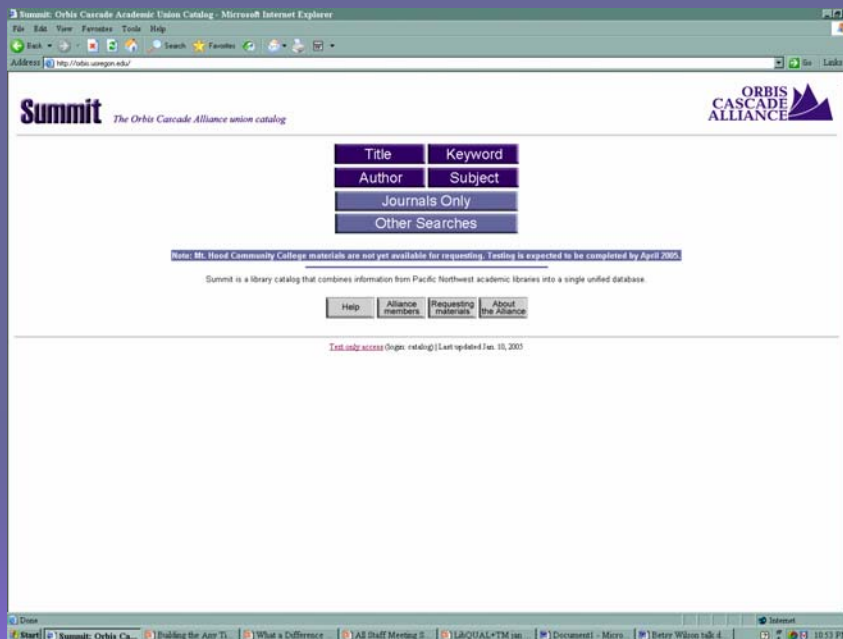 Summit: Orbis Cascade Academic Union Catalog - Microsoft Internet Explorer
File Edit View Favorites Tools Help
Back Search Favorites
Address http://orbis.uoregon.edu/ Go Links
Summit The Orbis Cascade Alliance union catalog
ORBIS
CASCADE
ALLIANCE
Title Keyword
Author Subject
Journals Only
Other Searches
Note: Mt. Hood Community College materials are not yet available for requesting. Testing is expected to be completed by April 2005.
Summit is a library catalog that combines information from Pacific Northwest academic libraries into a single unified database.
Help Alliance members Requesting materials About the Alliance
Text only access (login: catalog) | Last updated Jan. 10, 2005
Done Internet
Start Summit: Orbis Ca... Building the Any Ti... What a Difference ... All Staff Meeting S... LibQUAL+TM jan ... Document1 - Micro... Betsy Wilson talk d... 10:53 P